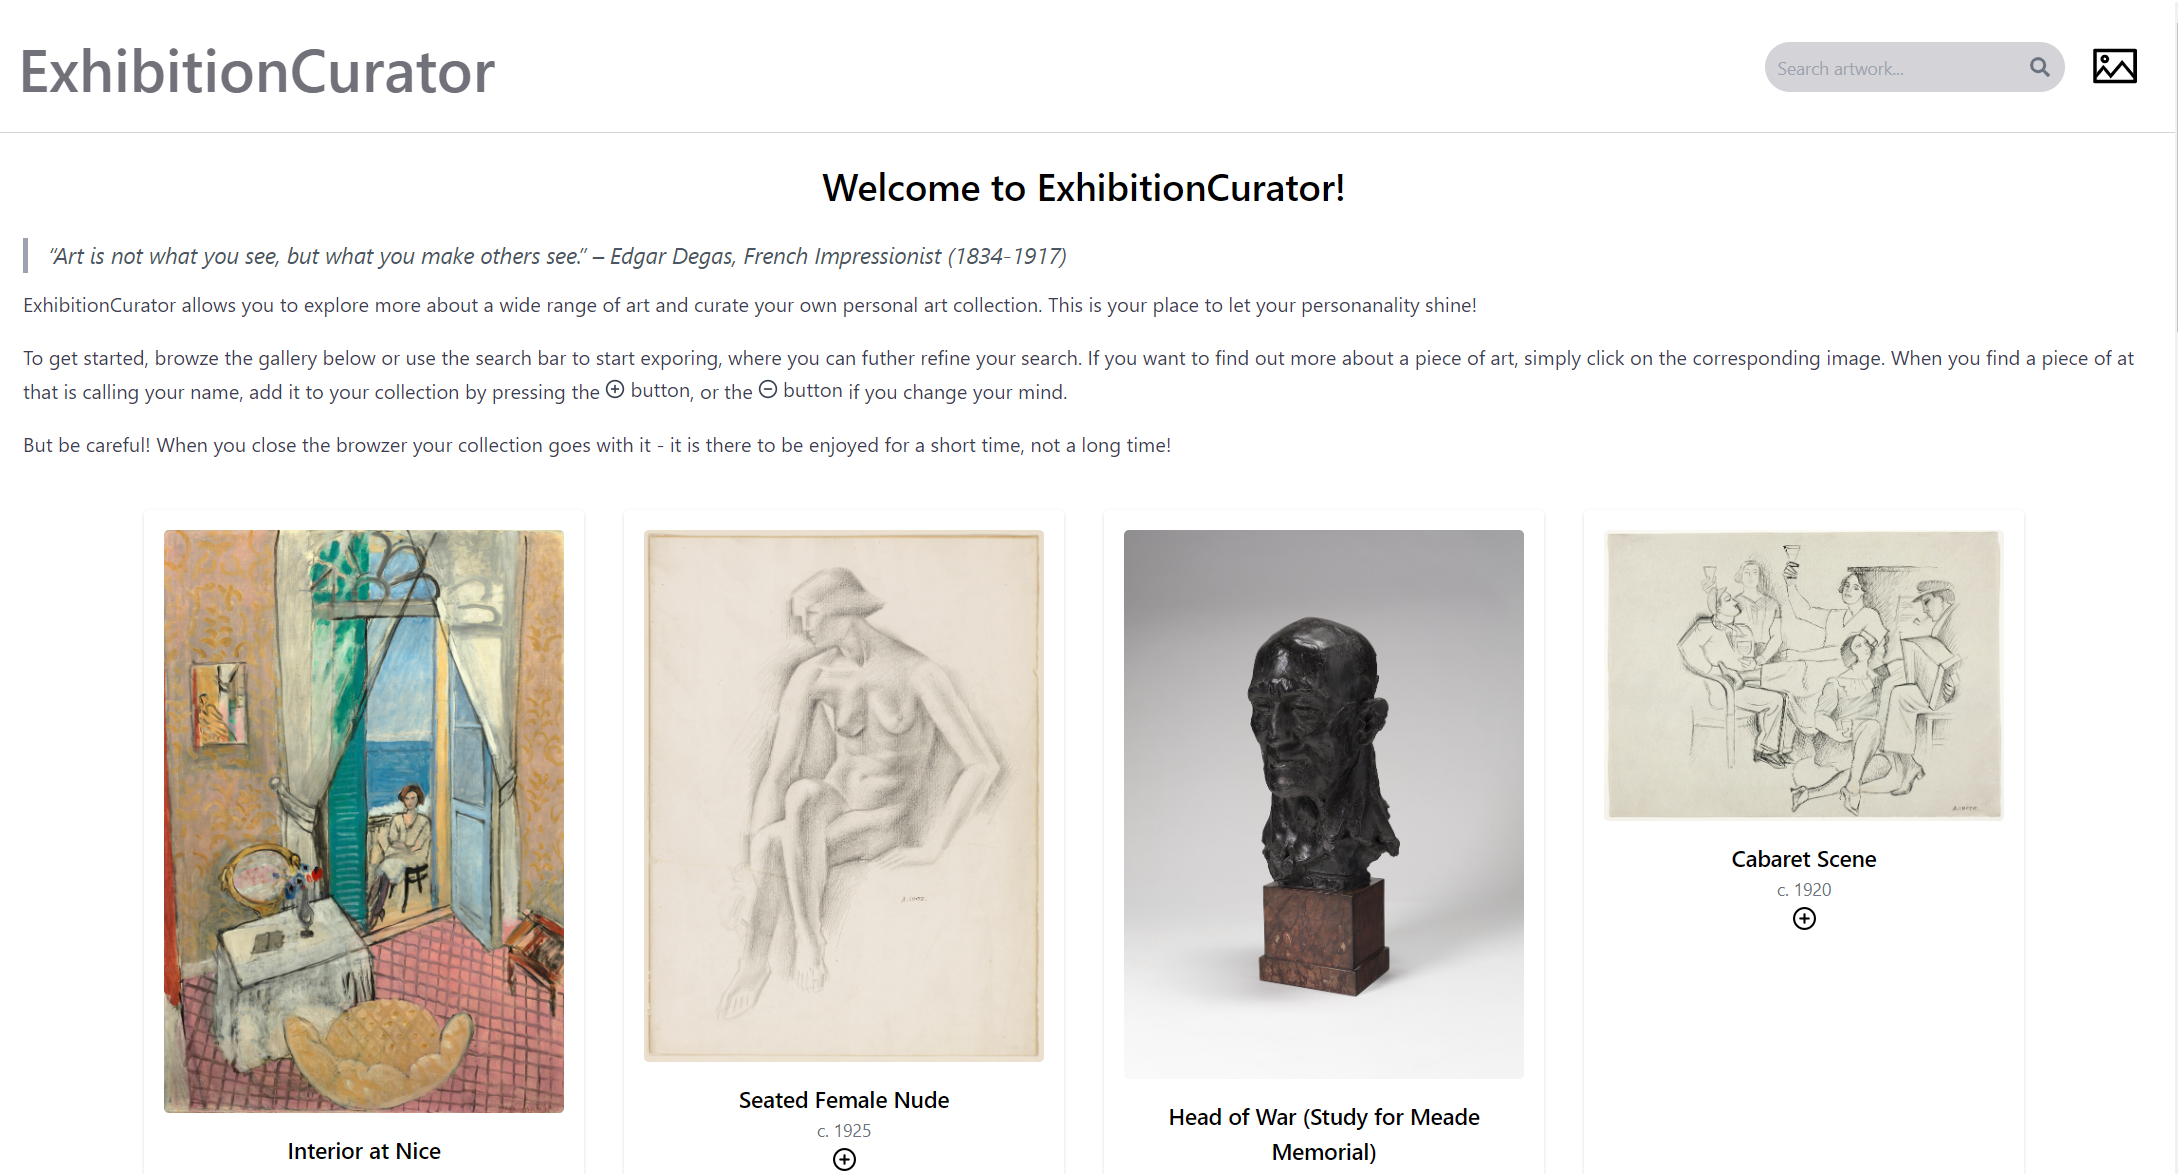 ExhibitionCurator
Search artwork...
Welcome to ExhibitionCurator!
“Art is not what you see, but what you make others see.” – Edgar Degas, French Impressionist (1834-1917)
ExhibitionCurator allows you to explore more about a wide range of art and curate your own personal art collection. This is your place to let your personanality shine!
To get started, browze the gallery below or use the search bar to start exporing, where you can futher refine your search. If you want to find out more about a piece of art, simply click on the corresponding image. When you find a piece of at
that is calling your name, add it to your collection by pressing the ⊕ button, or the ⊖ button if you change your mind.
But be careful! When you close the browzer your collection goes with it - it is there to be enjoyed for a short time, not a long time!
Interior at Nice
Seated Female Nude
c. 1925
Head of War (Study for Meade
Memorial)
Cabaret Scene
c. 1920